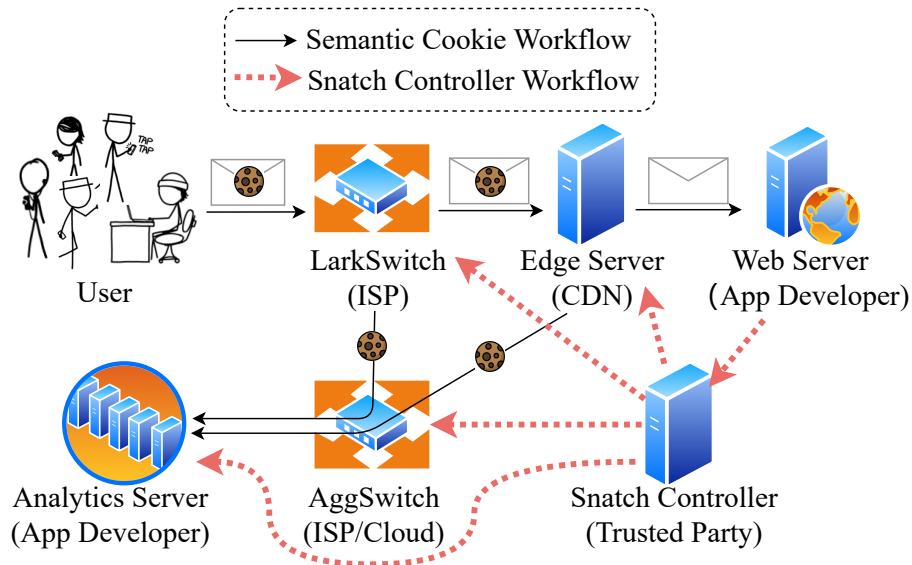 Semantic Cookie Workflow
Snatch Controller Workflow
TAP
TAP
User
LarkSwitch
(ISP)
Edge Server
(CDN)
Web Server
(App Developer)
Analytics Server
(App Developer)
AggSwitch
(ISP/Cloud)
Snatch Controller
(Trusted Party)